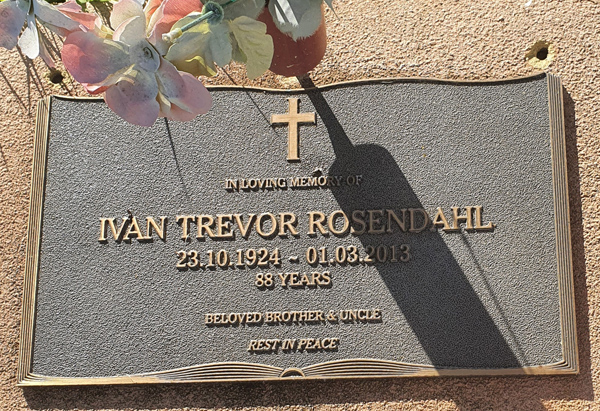 IN LOVING MEMORY OF
IVAN TREVOR ROSENDAHL
23.10.1924 ~ 01.03.2013
88 YEARS
BELOVED BROTHER & UNCLE
REST IN PEACE